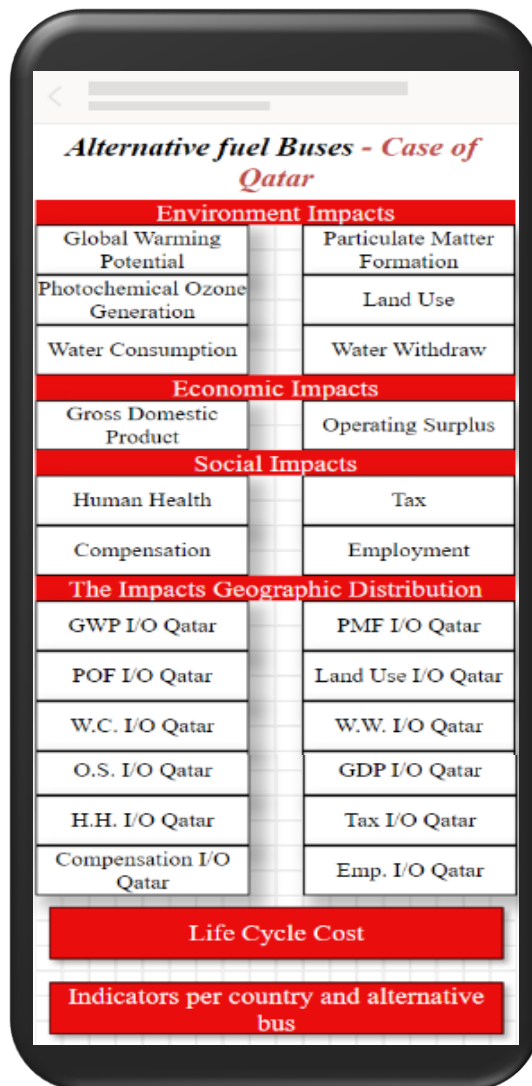 Alternative fuel Buses - Case of
Qatar
Environment Impacts
Global Warming
Potential
Particulate Matter
Formation
Photochemical Ozone
Generation
Land Use
Water Consumption
Water Withdraw
Economic Impacts
Gross Domestic
Product
Operating Surplus
Social Impacts
Human Health
Tax
Compensation
Employment
The Impacts Geographic Distribution
GWP I/O Qatar
PMF I/O Qatar
POF I/O Qatar
Land Use I/O Qatar
W.C. I/O Qatar
W.W. I/O Qatar
O.S. I/O Qatar
GDP I/O Qatar
H.H. I/O Qatar
Tax I/O Qatar
Compensation I/O
Qatar
Emp. I/O Qatar
Life Cycle Cost
Indicators per country and alternative
bus